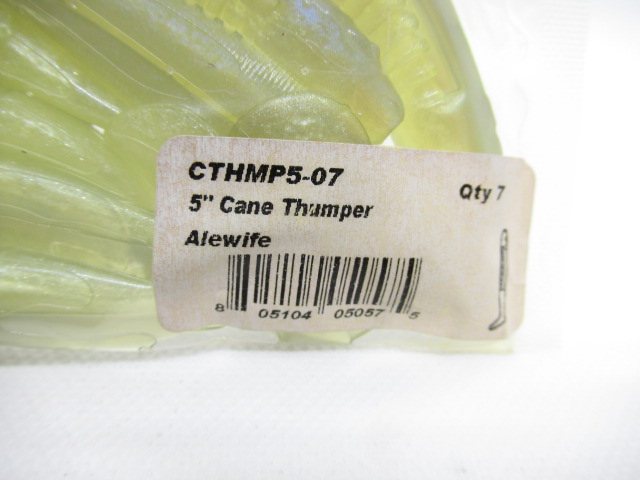 CTHMP5-07
Qty 7
5" Cane Thumper
Alewife
8 05104 05057 5